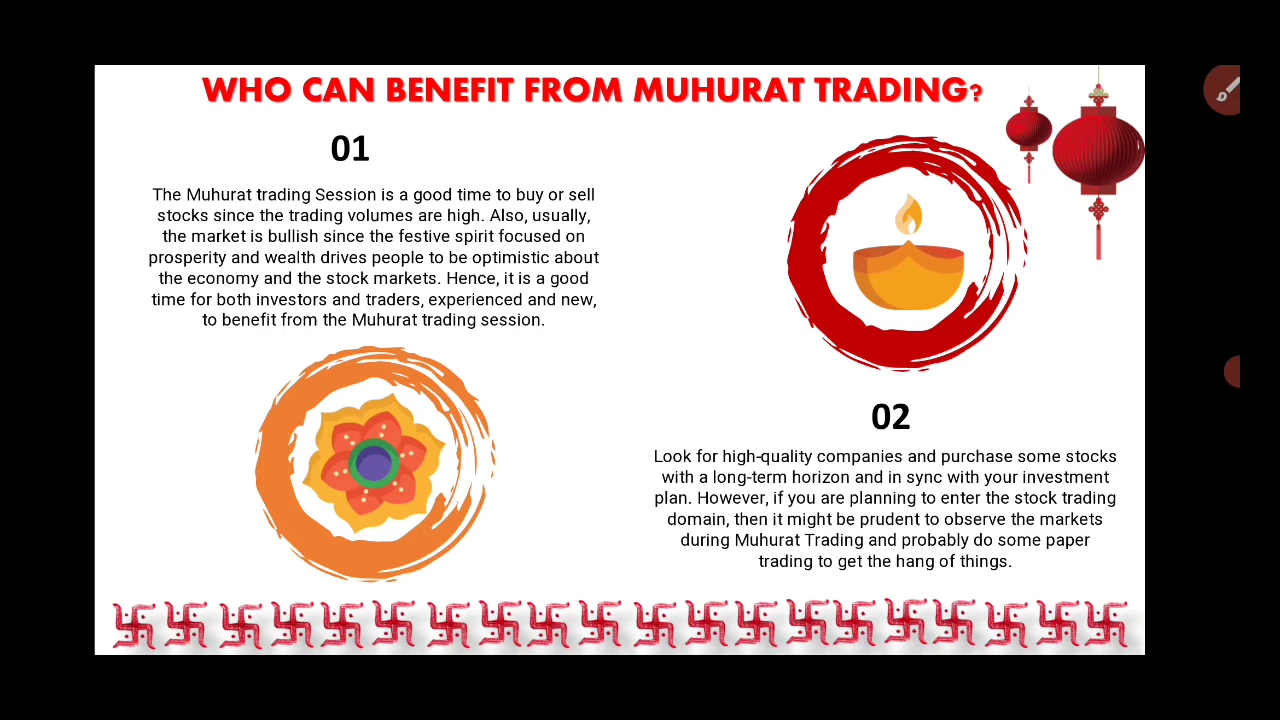 WHO CAN BENEFIT FROM MUHURAT TRADING?
01
The Muhurat trading Session is a good time to buy or sell
stocks since the trading volumes are high. Also, usually,
the market is bullish since the festive spirit focused on
prosperity and wealth drives people to be optimistic about
the economy and the stock markets. Hence, it is a good
time for both investors and traders, experienced and new,
to benefit from the Muhurat trading session.
02
Look for high-quality companies and purchase some stocks
with a long-term horizon and in sync with your investment
plan. However, if you are planning to enter the stock trading
domain, then it might be prudent to observe the markets
during Muhurat Trading and probably do some paper
trading to get the hang of things.